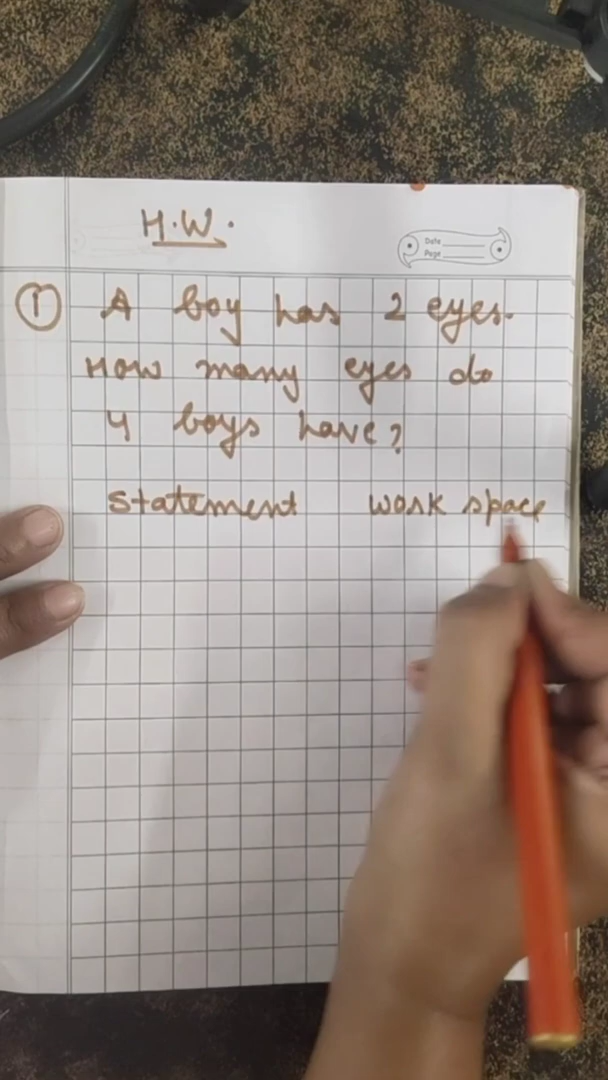 H.W.
Date
Page
① A boy has 2 eyes.
How many eyes do
4 boys have?
Statement work space